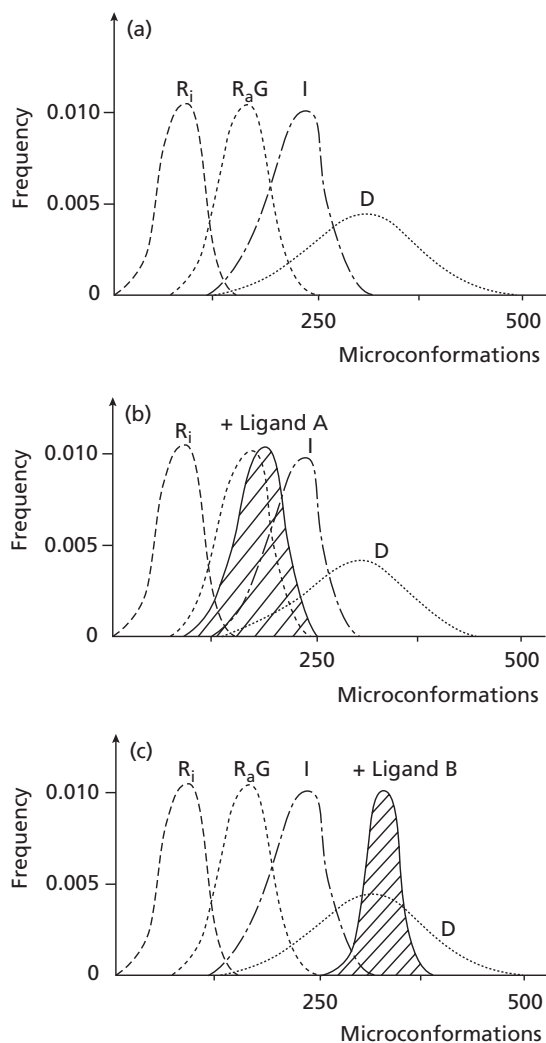 (a)
Rᵢ RₐG I
0.010
D
0.005
0
250 500
Frequency
Microconformations
(b)
+ Ligand A
Rᵢ I
0.010
D
0.005
0
250 500
Frequency
Microconformations
(c)
Rᵢ RₐG I + Ligand B
0.010
0.005
D
0
250 500
Frequency
Microconformations